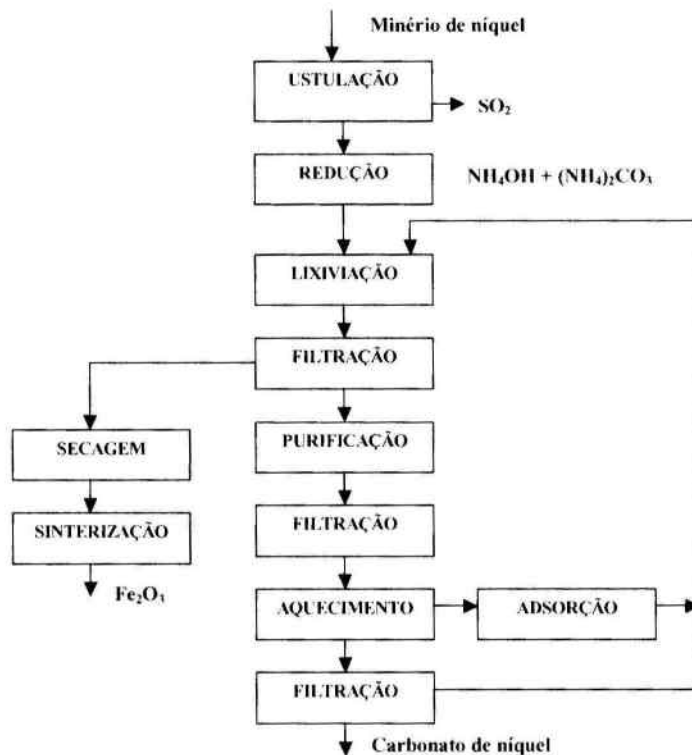 Minério de níquel
USTULAÇÃO
SO₂
REDUÇÃO
NH₄OH + (NH₄)₂CO₃
LIXIVIAÇÃO
FILTRAÇÃO
SECAGEM
PURIFICAÇÃO
SINTERIZAÇÃO
FILTRAÇÃO
Fe₂O₃
AQUECIMENTO
ADSORÇÃO
FILTRAÇÃO
Carbonato de níquel